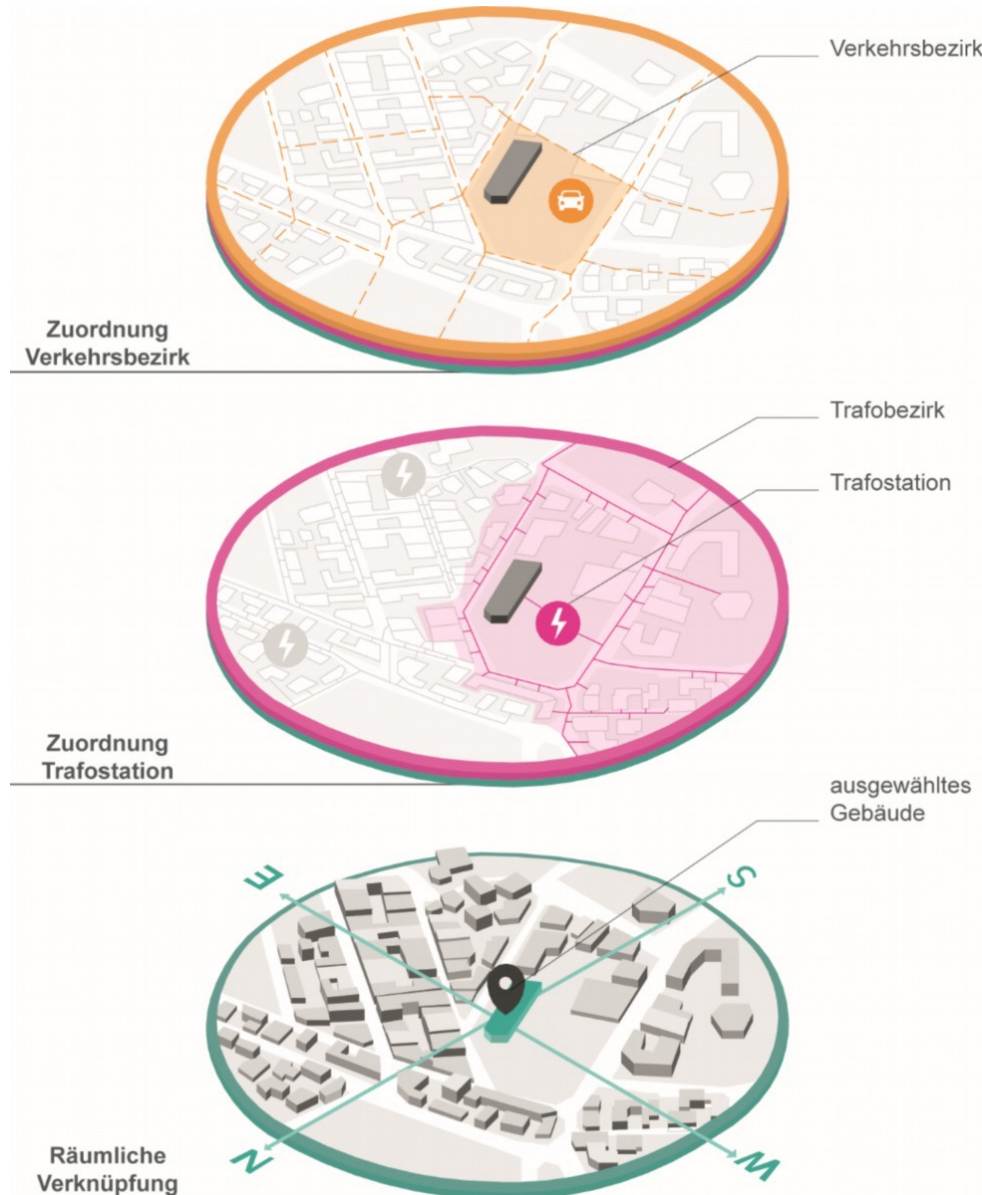 Verkehrsbezirk
Zuordnung
Verkehrsbezirk
Trafobezirk
Trafostation
Zuordnung
Trafostation
ausgewähltes
Gebäude
E
S
N
W
Räumliche
Verknüpfung